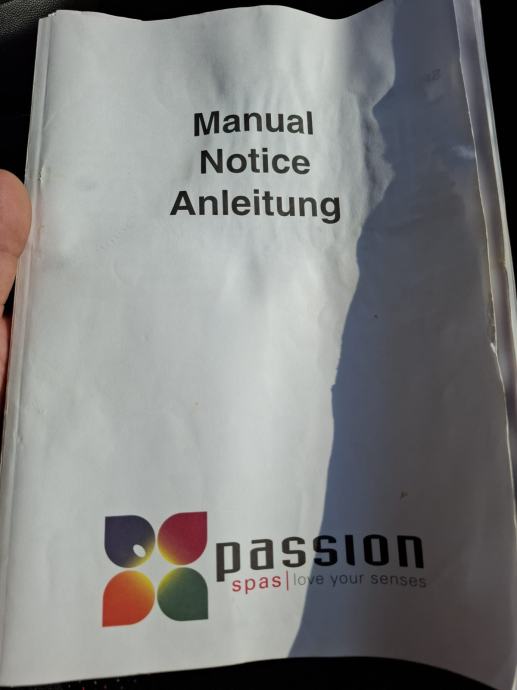 Manual
Notice
Anleitung
passion
spas|love your senses